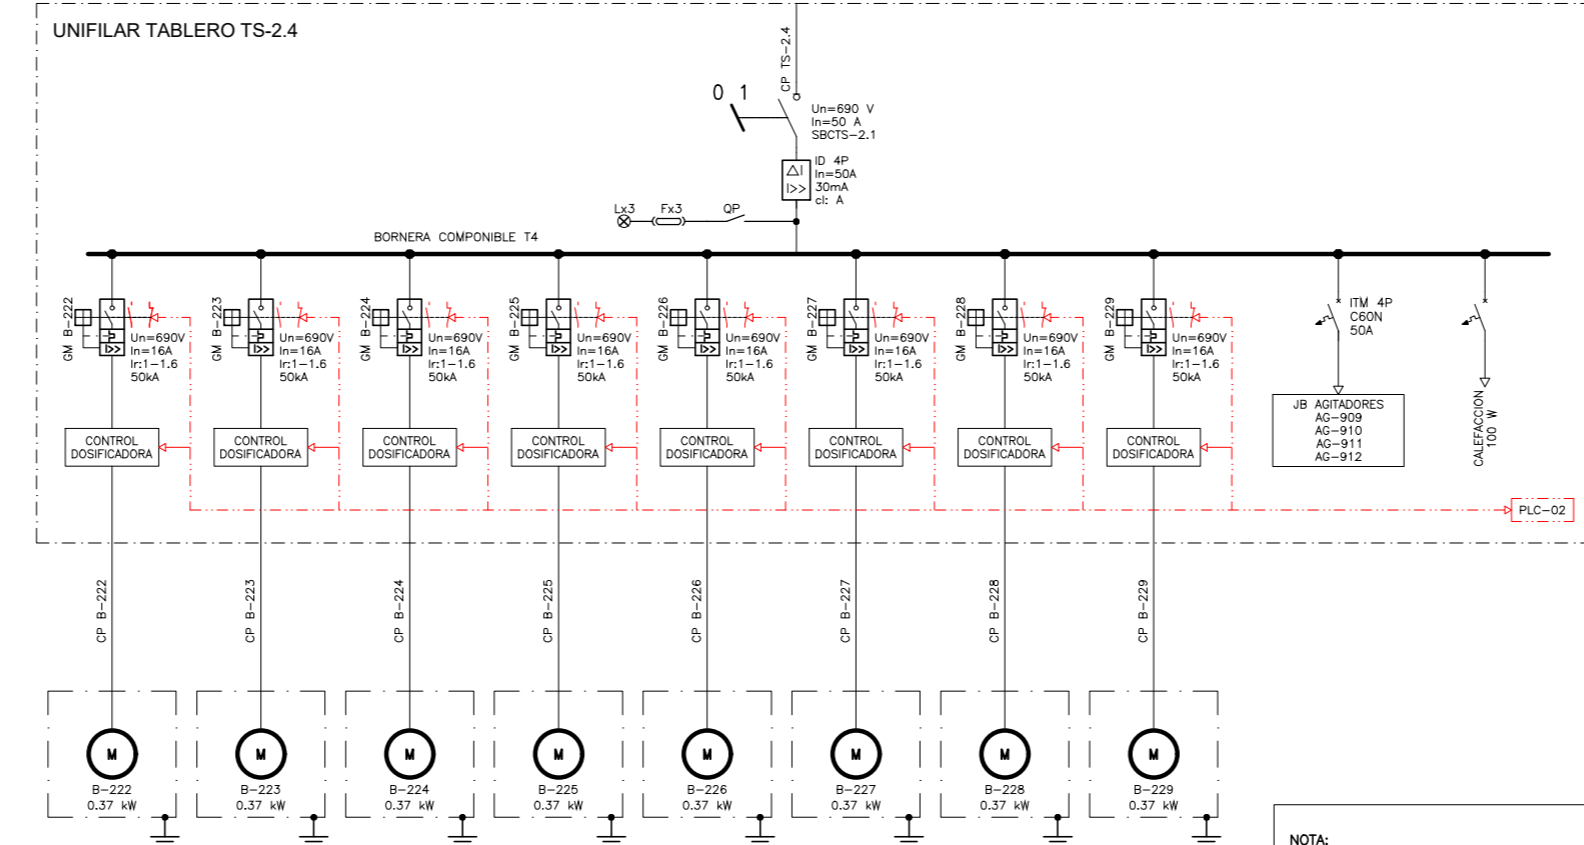 UNIFILAR TABLERO TS-2.4
CP TS-2.4
0 1
Un=690 V
In=50 A
SBCTS-2.1
ID 4P
In=50A
30mA
cl: A
ΔI
I>>
Lx3
Fx3
QP
BORNERA COMPONIBLE T4
GM B-222
I>>
Un=690V
In=16A
Ir:1-1.6
50kA
GM B-223
I>>
Un=690V
In=16A
Ir:1-1.6
50kA
GM B-224
I>>
Un=690V
In=16A
Ir:1-1.6
50kA
GM B-225
I>>
Un=690V
In=16A
Ir:1-1.6
50kA
GM B-226
I>>
Un=690V
In=16A
Ir:1-1.6
50kA
GM B-227
I>>
Un=690V
In=16A
Ir:1-1.6
50kA
GM B-228
I>>
Un=690V
In=16A
Ir:1-1.6
50kA
GM B-229
I>>
Un=690V
In=16A
Ir:1-1.6
50kA
ITM 4P
C60N
50A
CONTROL
DOSIFICADORA
CONTROL
DOSIFICADORA
CONTROL
DOSIFICADORA
CONTROL
DOSIFICADORA
CONTROL
DOSIFICADORA
CONTROL
DOSIFICADORA
CONTROL
DOSIFICADORA
CONTROL
DOSIFICADORA
JB AGITADORES
AG-909
AG-910
AG-911
AG-912
CALEFACCION
100 W
PLC-02
CP B-222
CP B-223
CP B-224
CP B-225
CP B-226
CP B-227
CP B-228
CP B-229
M
B-222
0.37 kW
M
B-223
0.37 kW
M
B-224
0.37 kW
M
B-225
0.37 kW
M
B-226
0.37 kW
M
B-227
0.37 kW
M
B-228
0.37 kW
M
B-229
0.37 kW
NOTA: